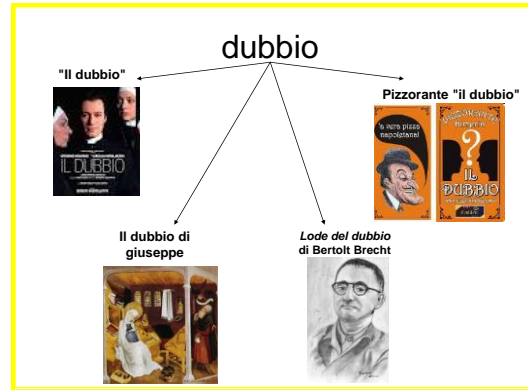 dubbio
"Il dubbio"
IL DUBBIO
Pizzorante "il dubbio"
'a vera pizza
napoletana!
?
IL
DUBBIO
Il dubbio di
giuseppe
Lode del dubbio
di Bertolt Brecht